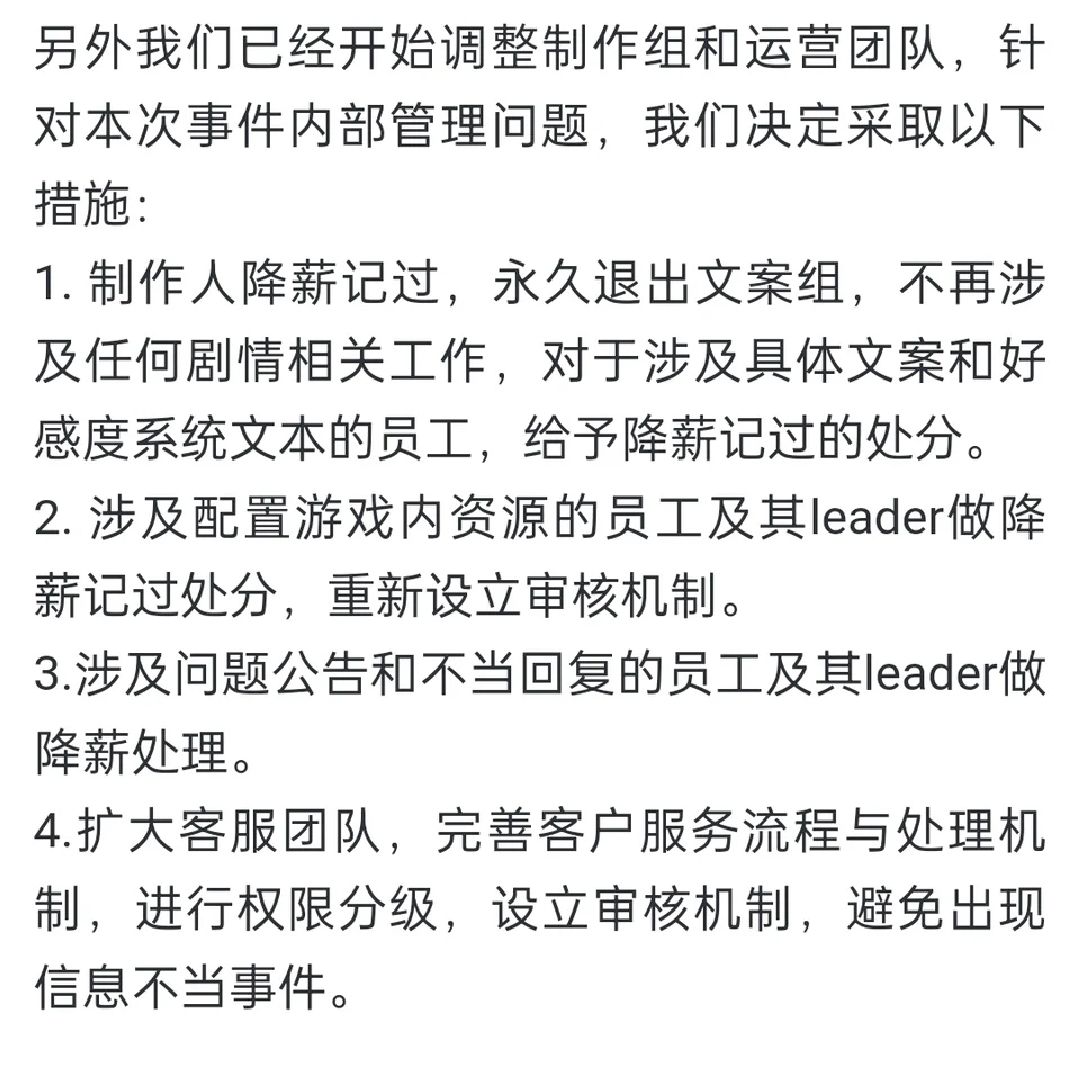 另外我们已经开始调整制作组和运营团队，针
对本次事件内部管理问题，我们决定采取以下
措施：
1. 制作人降薪记过，永久退出文案组，不再涉
及任何剧情相关工作，对于涉及具体文案和好
感度系统文本的员工，给予降薪记过的处分。
2. 涉及配置游戏内资源的员工及其leader做降
薪记过处分，重新设立审核机制。
3.涉及问题公告和不当回复的员工及其leader做
降薪处理。
4.扩大客服团队，完善客户服务流程与处理机
制，进行权限分级，设立审核机制，避免出现
信息不当事件。